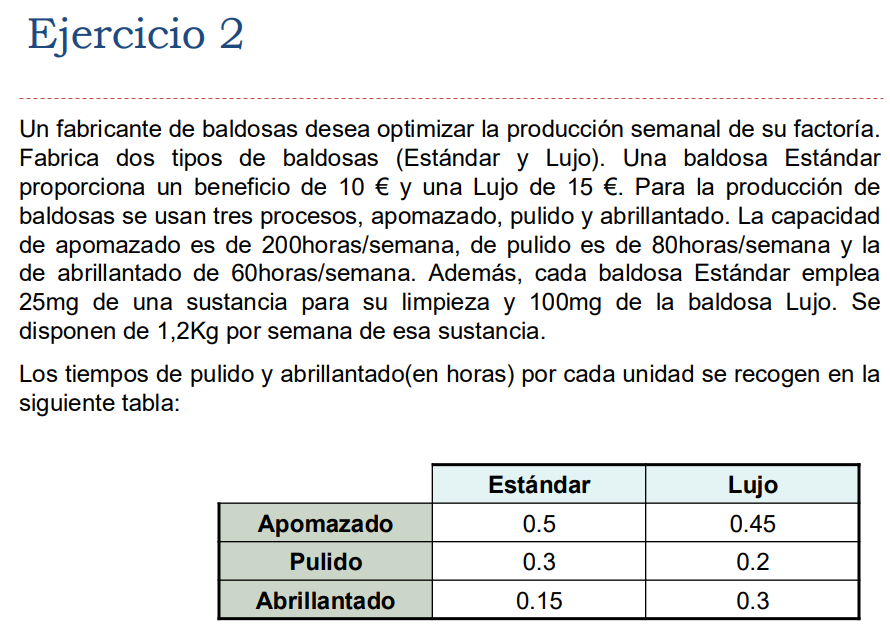 Ejercicio 2
Un fabricante de baldosas desea optimizar la producción semanal de su factoría.
Fabrica dos tipos de baldosas (Estándar y Lujo). Una baldosa Estándar
proporciona un beneficio de 10 € y una Lujo de 15 €. Para la producción de
baldosas se usan tres procesos, apomazado, pulido y abrillantado. La capacidad
de apomazado es de 200horas/semana, de pulido es de 80horas/semana y la
de abrillantado de 60horas/semana. Además, cada baldosa Estándar emplea
25mg de una sustancia para su limpieza y 100mg de la baldosa Lujo. Se
disponen de 1,2Kg por semana de esa sustancia.
Los tiempos de pulido y abrillantado(en horas) por cada unidad se recogen en la
siguiente tabla:
Estándar Lujo
Apomazado 0.5 0.45
Pulido 0.3 0.2
Abrillantado 0.15 0.3